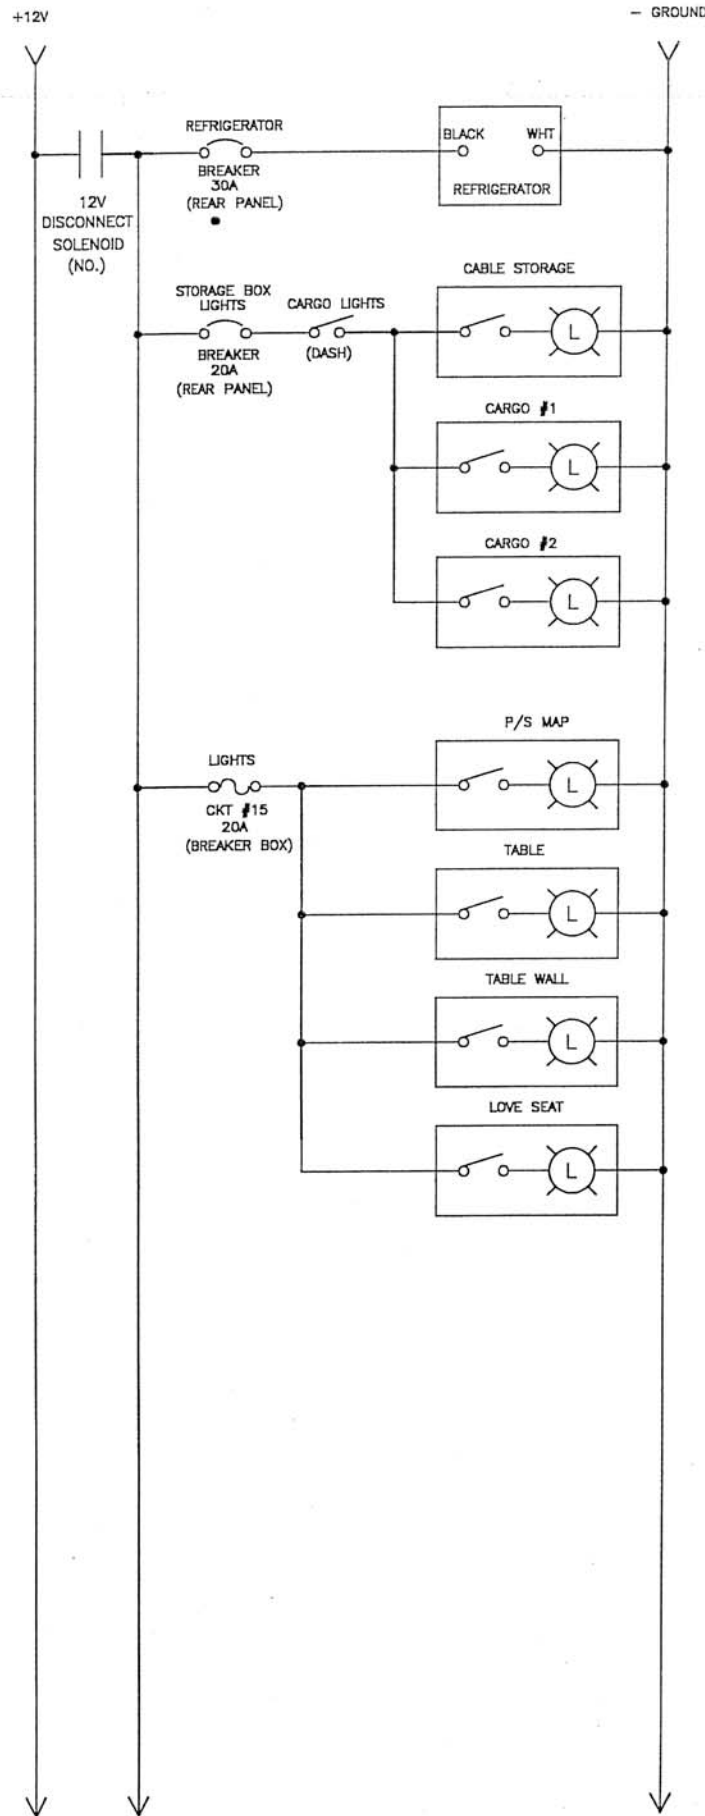 +12V
- GROUND
REFRIGERATOR
BREAKER
30A
(REAR PANEL)
BLACK
WHT
REFRIGERATOR
12V
DISCONNECT
SOLENOID
(NO.)
STORAGE BOX
LIGHTS
BREAKER
20A
(REAR PANEL)
CARGO LIGHTS
(DASH)
CABLE STORAGE
L
CARGO #1
L
CARGO #2
L
LIGHTS
CKT #15
20A
(BREAKER BOX)
P/S MAP
L
TABLE
L
TABLE WALL
L
LOVE SEAT
L